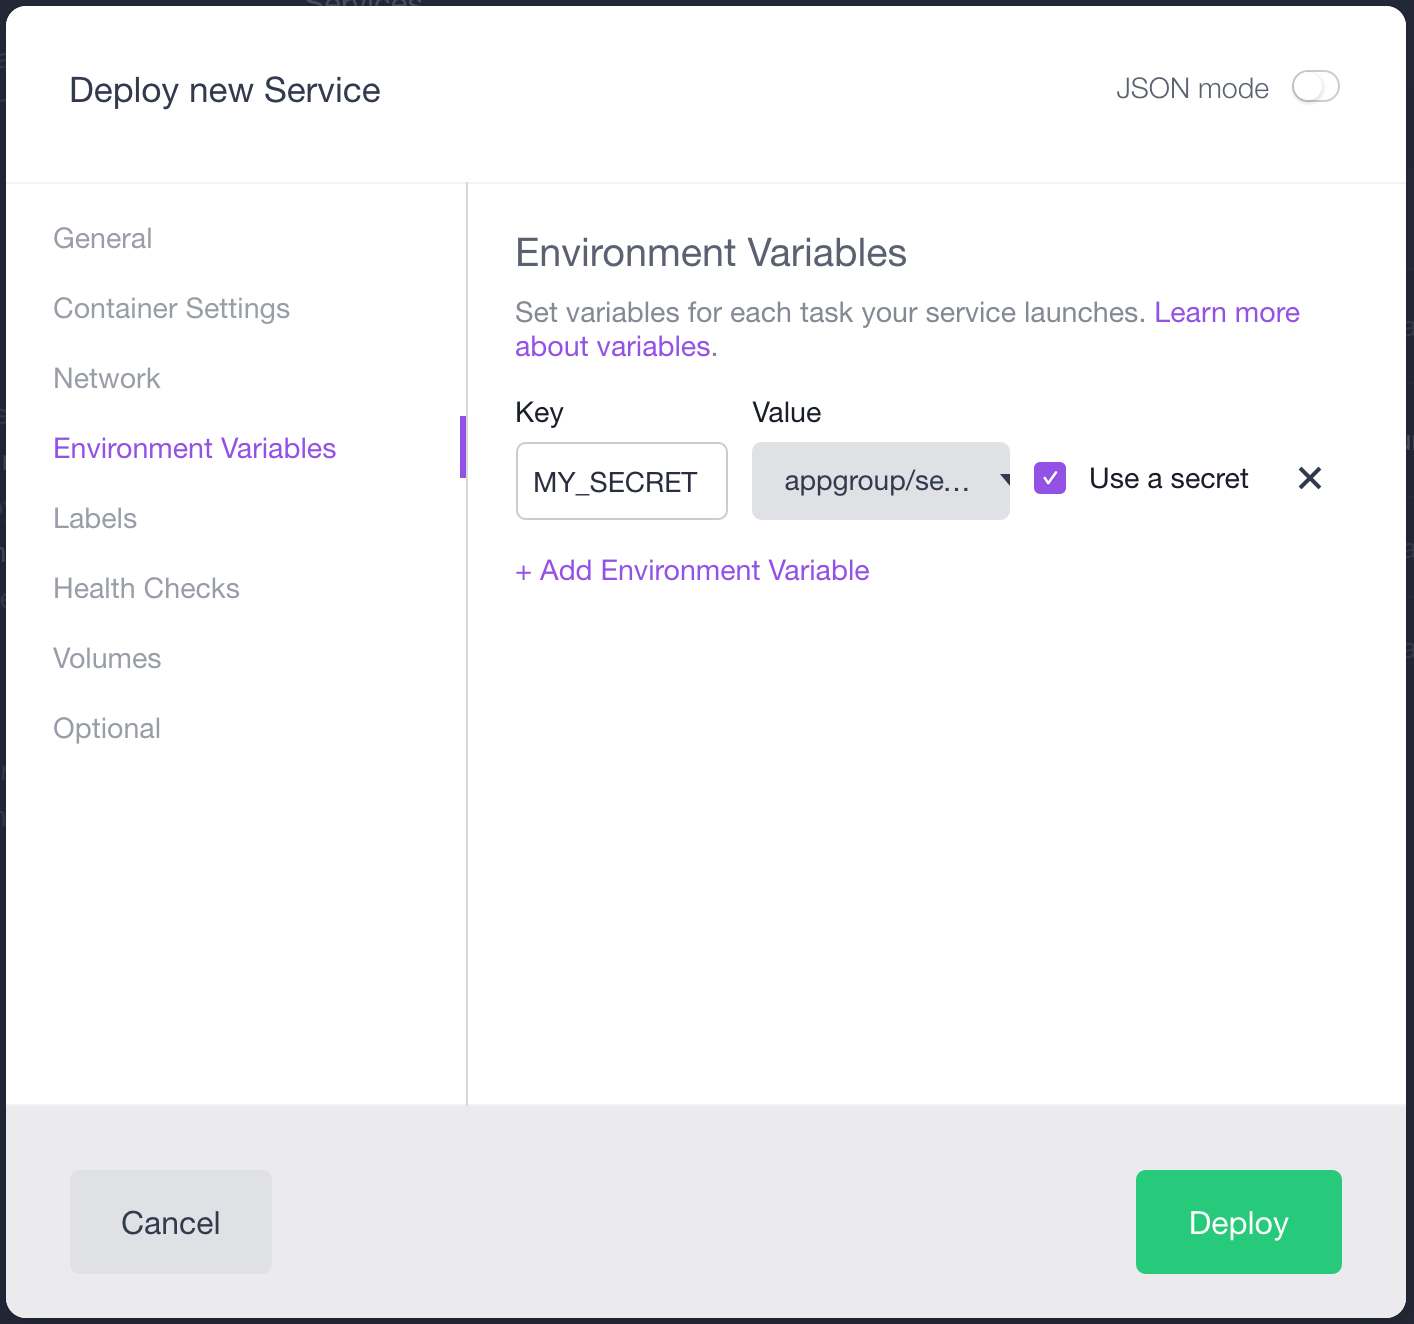 Services
Deploy new Service
JSON mode
General
Container Settings
Network
Environment Variables
Labels
Health Checks
Volumes
Optional
Environment Variables
Set variables for each task your service launches. Learn more
about variables.
Key
Value
MY_SECRET
appgroup/se...
Use a secret
+ Add Environment Variable
Cancel
Deploy